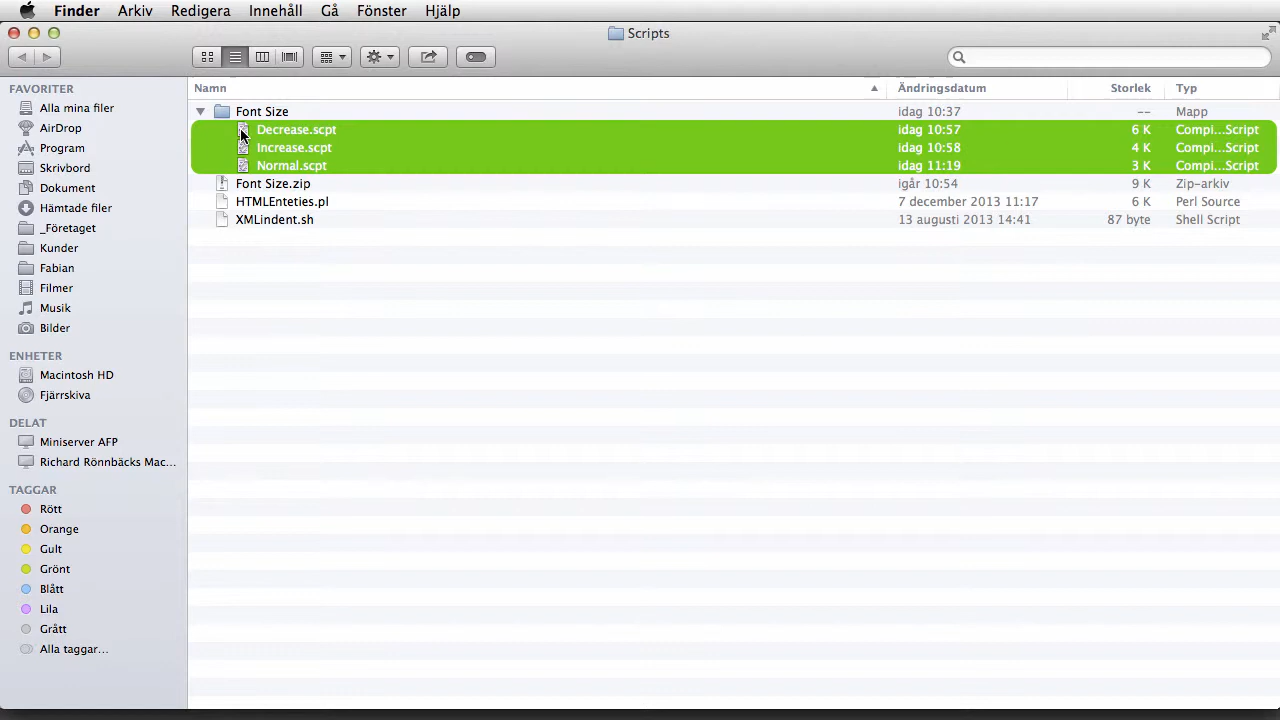 Finder Arkiv Redigera Innehåll Gå Fönster Hjälp
Scripts
FAVORITER
Alla mina filer
AirDrop
Program
Skrivbord
Dokument
Hämtade filer
_Företaget
Kunder
Fabian
Filmer
Musik
Bilder
ENHETER
Macintosh HD
Fjärrskiva
DELAT
Miniserver AFP
Richard Rönnbäcks Mac...
TAGGAR
Rött
Orange
Gult
Grönt
Blått
Lila
Grått
Alla taggar...
Namn Ändringsdatum Storlek Typ
Font Size idag 10:37 -- Mapp
Decrease.scpt idag 10:57 6 K Compi...Script
Increase.scpt idag 10:58 4 K Compi...Script
Normal.scpt idag 11:19 3 K Compi...Script
Font Size.zip igår 10:54 9 K Zip-arkiv
HTMLEnteties.pl 7 december 2013 11:17 6 K Perl Source
XMLindent.sh 13 augusti 2013 14:41 87 byte Shell Script